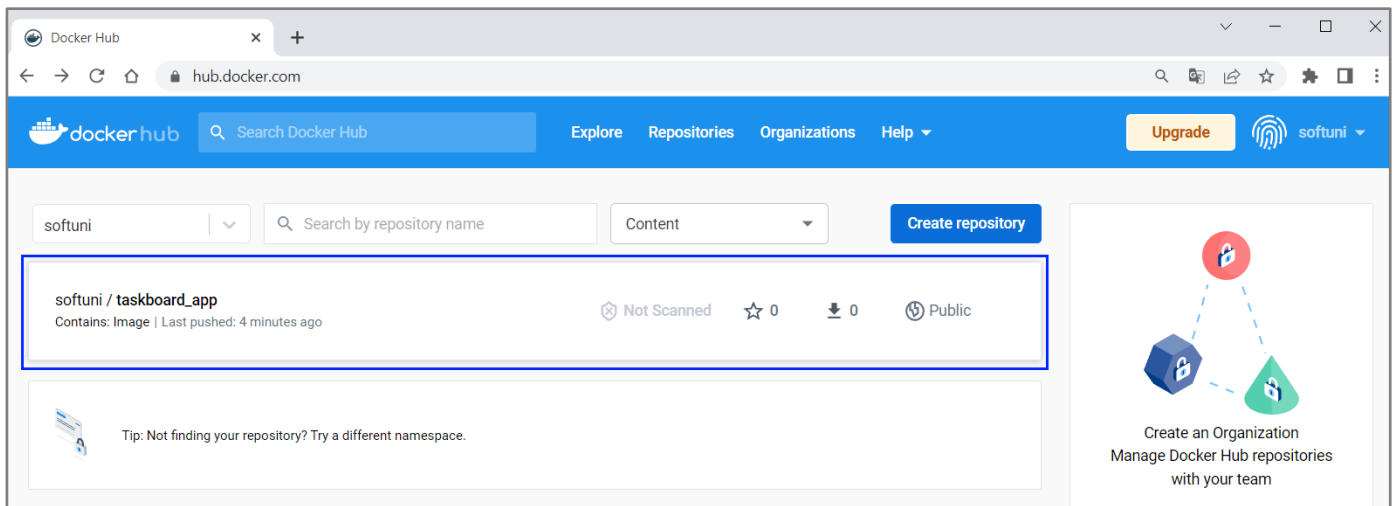 Docker Hub
hub.docker.com
dockerhub Search Docker Hub Explore Repositories Organizations Help Upgrade softuni
softuni Search by repository name Content Create repository
softuni / taskboard_app
Contains: Image | Last pushed: 4 minutes ago
Not Scanned 0 0 Public
Tip: Not finding your repository? Try a different namespace.
Create an Organization
Manage Docker Hub repositories
with your team